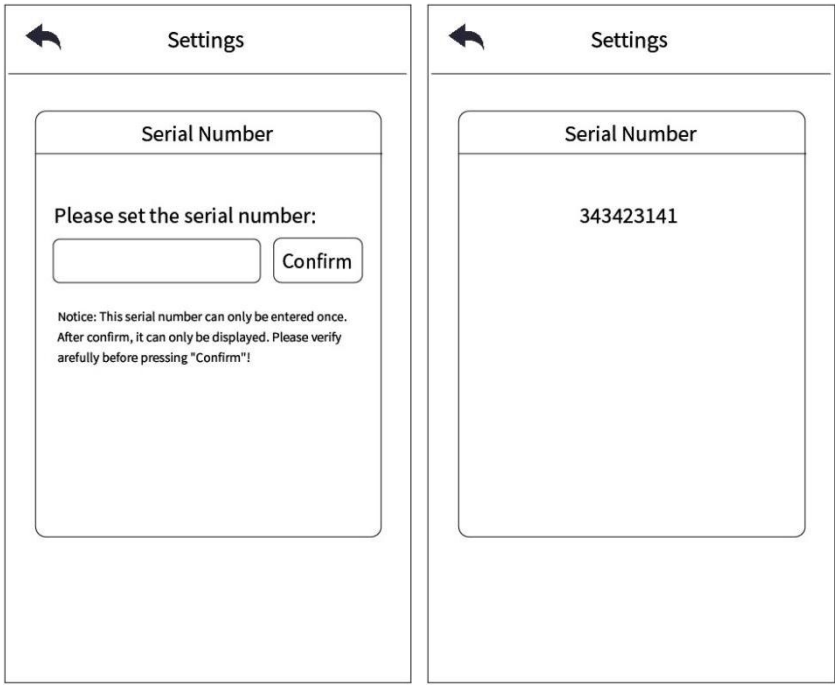 Settings
Serial Number
Please set the serial number:
Confirm
Notice: This serial number can only be entered once.
After confirm, it can only be displayed. Please verify
arefully before pressing "Confirm"!
Settings
Serial Number
343423141